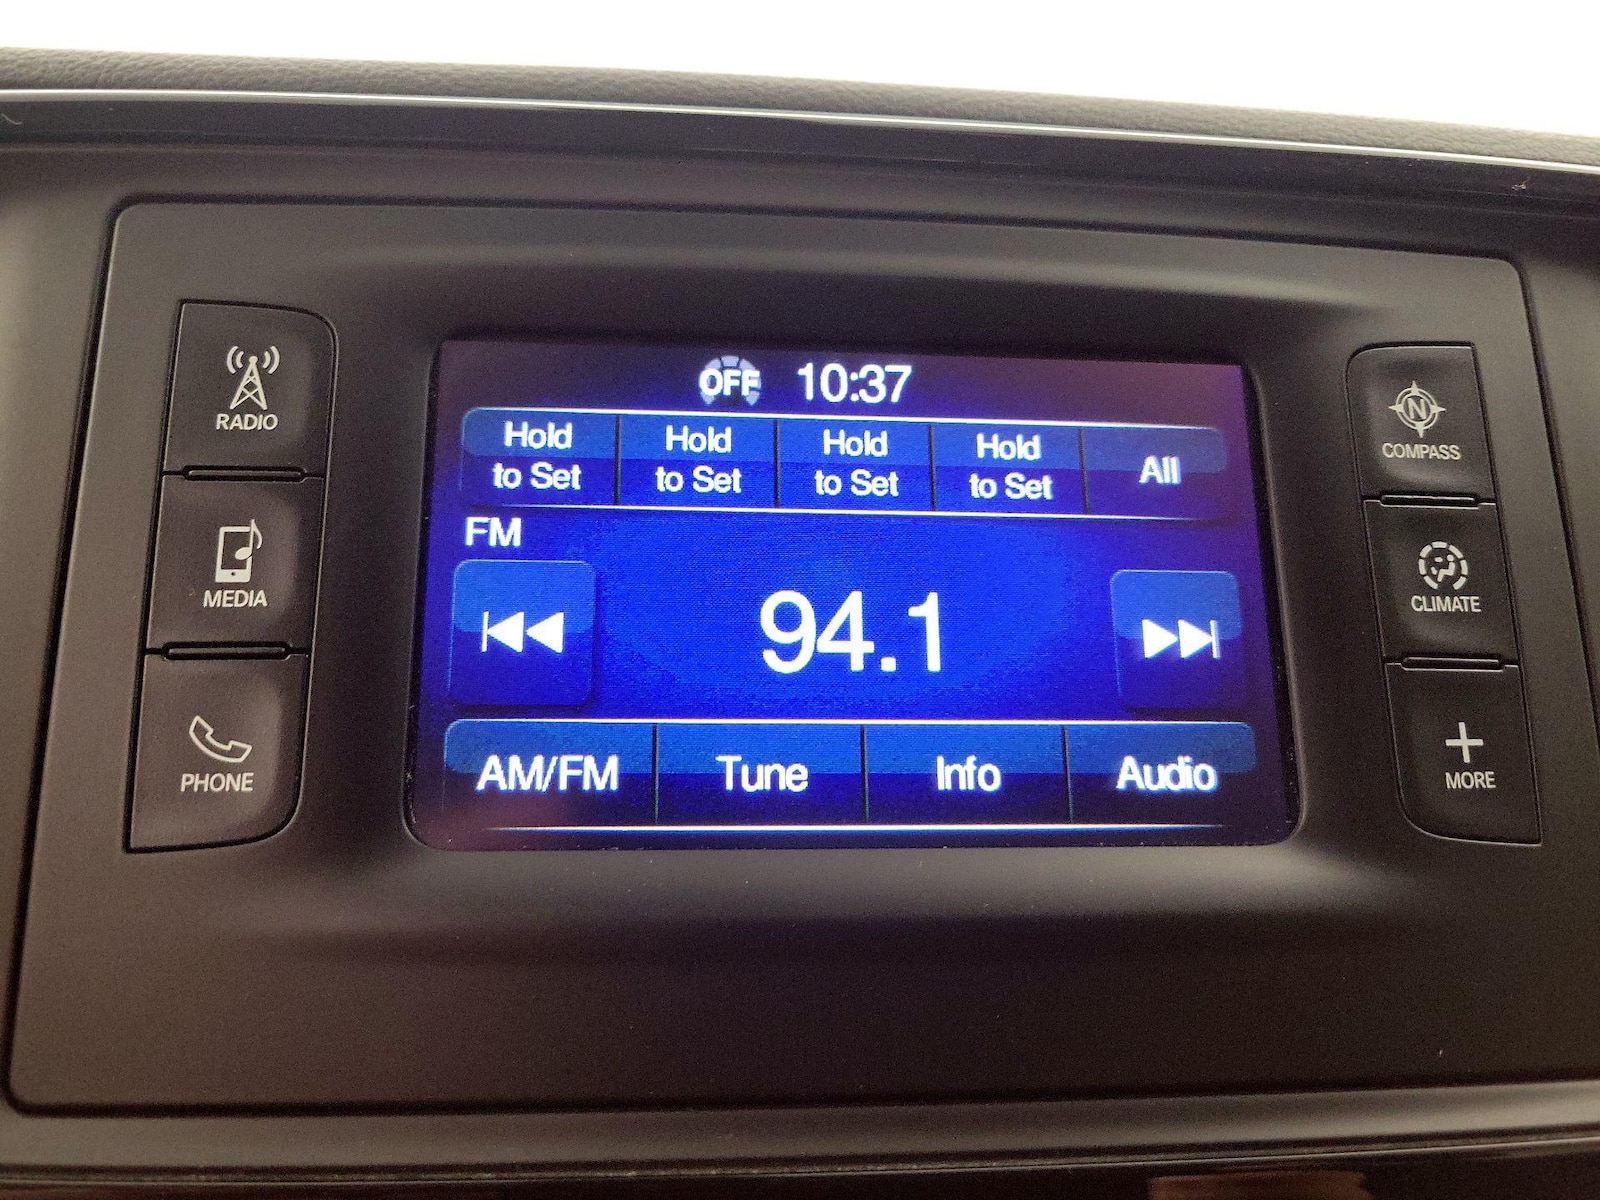 OFF 10:37
Hold Hold Hold Hold
to Set to Set to Set to Set All
FM
94.1
AM/FM Tune Info Audio
RADIO
MEDIA
PHONE
N
COMPASS
CLIMATE
MORE